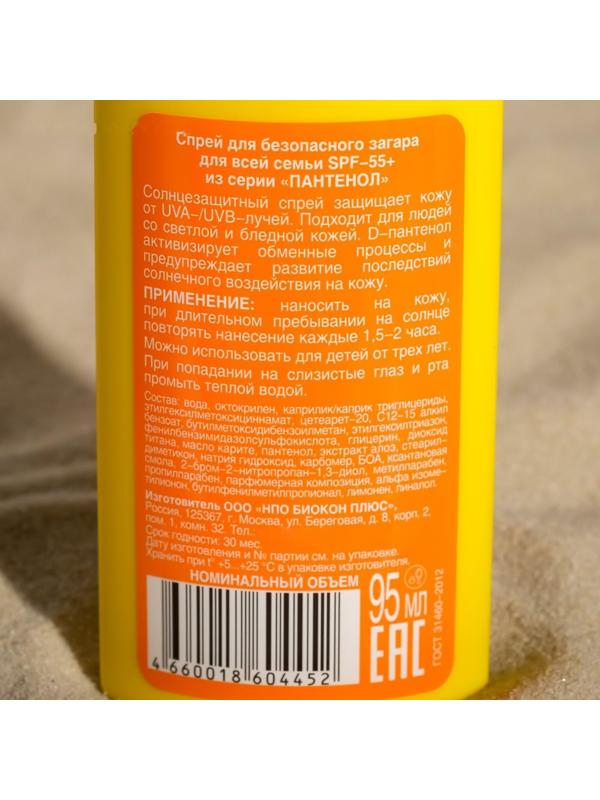 Спрей для безопасного загара
для всей семьи SPF–55+
из серии «ПАНТЕНОЛ»
Солнцезащитный спрей защищает кожу
от UVA–/UVB–лучей. Подходит для людей
со светлой и бледной кожей. D–пантенол
активизирует обменные процессы и
предупреждает развитие последствий
солнечного воздействия на кожу.
ПРИМЕНЕНИЕ: наносить на кожу,
при длительном пребывании на солнце
повторять нанесение каждые 1,5–2 часа.
Можно использовать для детей от трех лет.
При попадании на слизистые глаз и рта
промыть теплой водой.
Состав: вода, октокрилен, каприлик/каприк триглицериды,
этилгексилметоксициннамат, цетеарет–20, С12–15 алкил
бензоат, бутилметоксидибензоилметан, этилгексилтриазон,
фенилбензимидазолсульфокислота, глицерин, диоксид
титана, масло карите, пантенол, экстракт алоэ, стеарил–
диметикон, натрия гидроксид, карбомер, БОА, ксантановая
смола, 2–бром–2–нитропропан–1,3–диол, метилпарабен,
пропилпарабен, парфюмерная композиция, альфа изоме–
тилионон, бутилфенилметилпропионал, лимонен, линалол.
Изготовитель ООО «НПО БИОКОН ПЛЮС»,
Россия, 125367, г. Москва, ул. Береговая, д. 8, корп. 2,
пом. 1, комн. 32. Тел.:
Срок годности: 30 мес.
Дату изготовления и № партии см. на упаковке.
Хранить при t° +5...+25 °C в упаковке изготовителя.
НОМИНАЛЬНЫЙ ОБЪЕМ
95 мл
EAC
ГОСТ 31460–2012
4 660018 604452